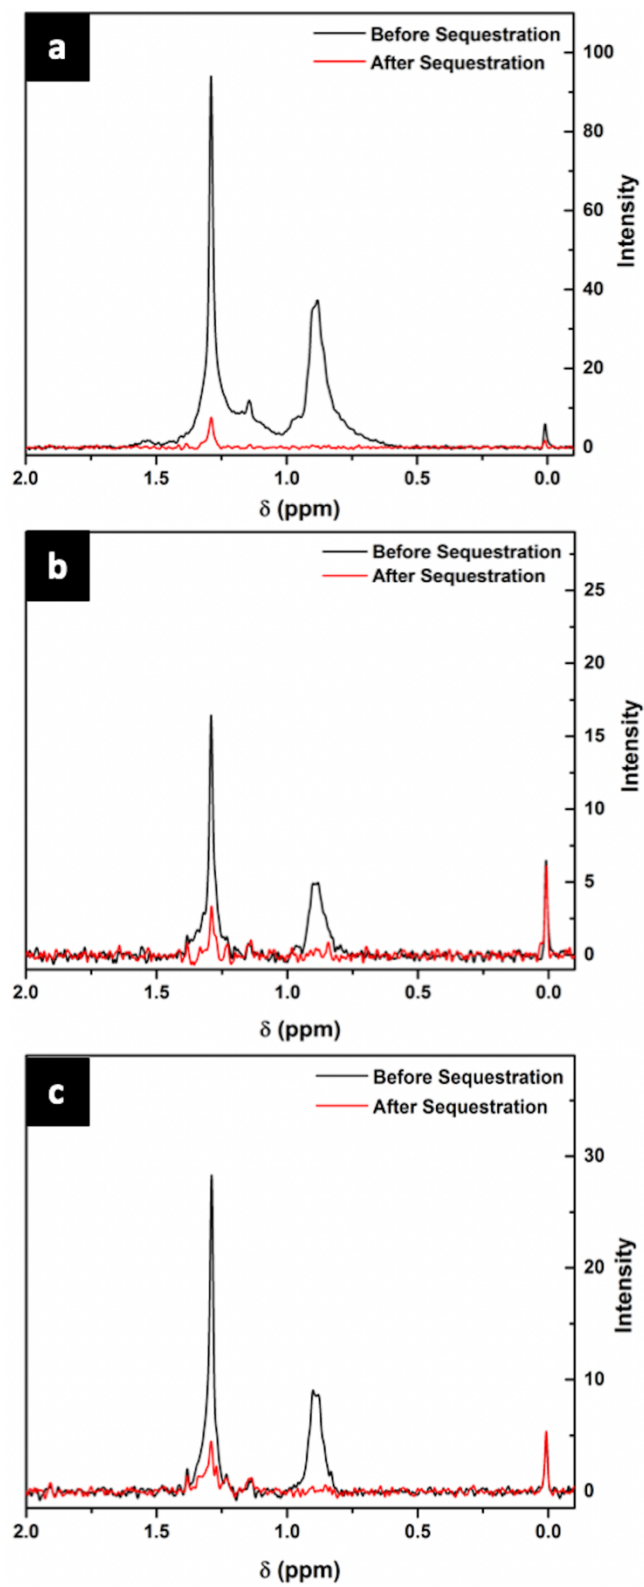 a
Before Sequestration
After Sequestration
100
80
60
40
20
0
Intensity
2.0 1.5 1.0 0.5 0.0
δ (ppm)
b
Before Sequestration
After Sequestration
25
20
15
10
5
0
Intensity
2.0 1.5 1.0 0.5 0.0
δ (ppm)
c
Before Sequestration
After Sequestration
30
20
10
0
Intensity
2.0 1.5 1.0 0.5 0.0
δ (ppm)